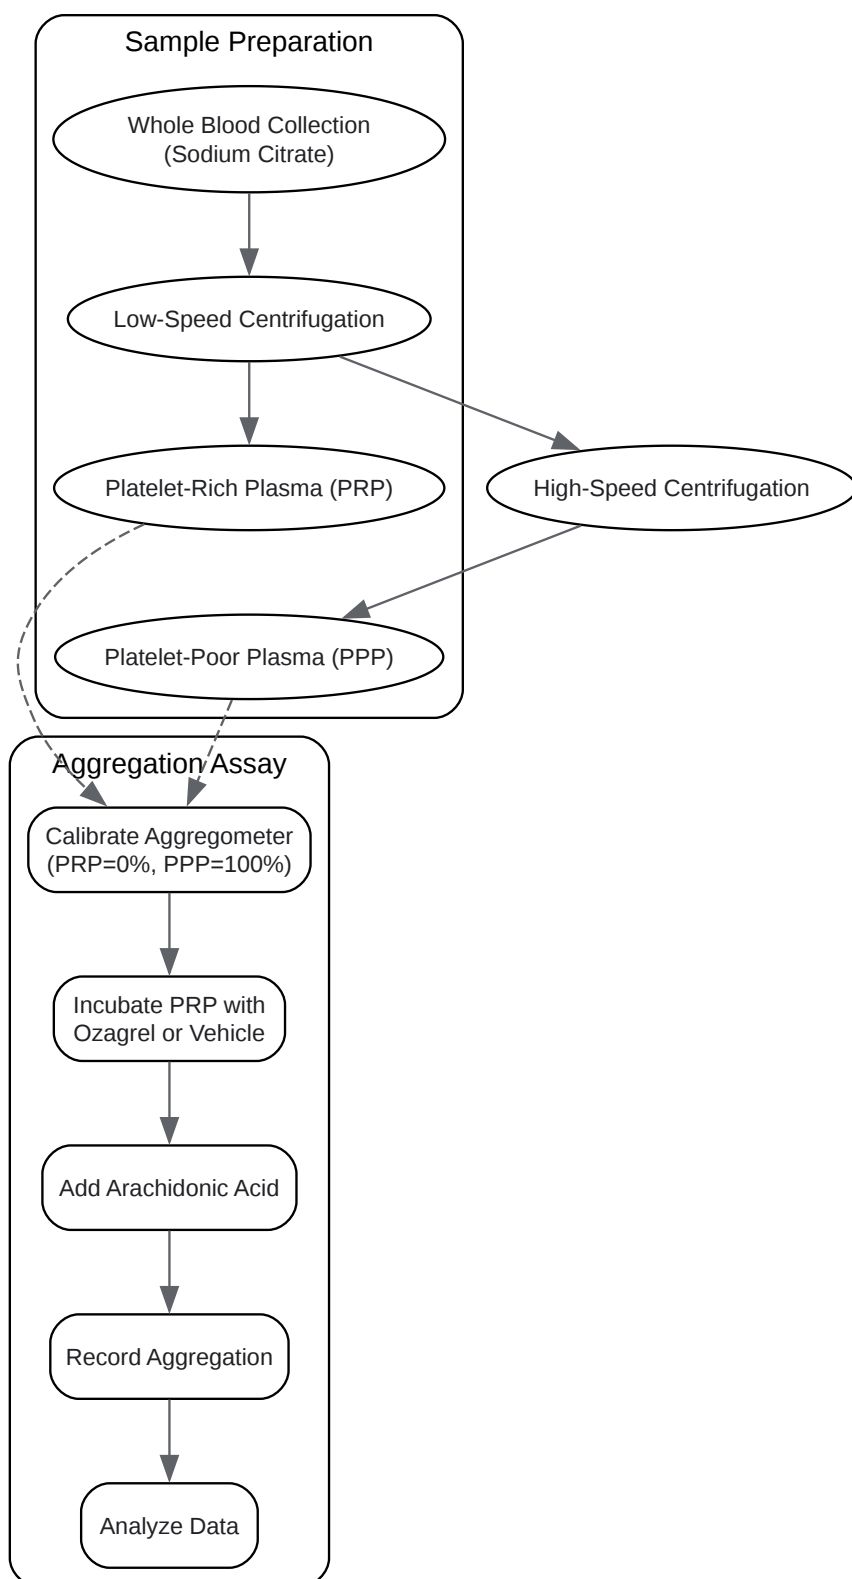 Sample Preparation
Whole Blood Collection
(Sodium Citrate)
Low-Speed Centrifugation
Platelet-Rich Plasma (PRP)
High-Speed Centrifugation
Platelet-Poor Plasma (PPP)
Aggregation Assay
Calibrate Aggregometer
(PRP=0%, PPP=100%)
Incubate PRP with
Ozagrel or Vehicle
Add Arachidonic Acid
Record Aggregation
Analyze Data